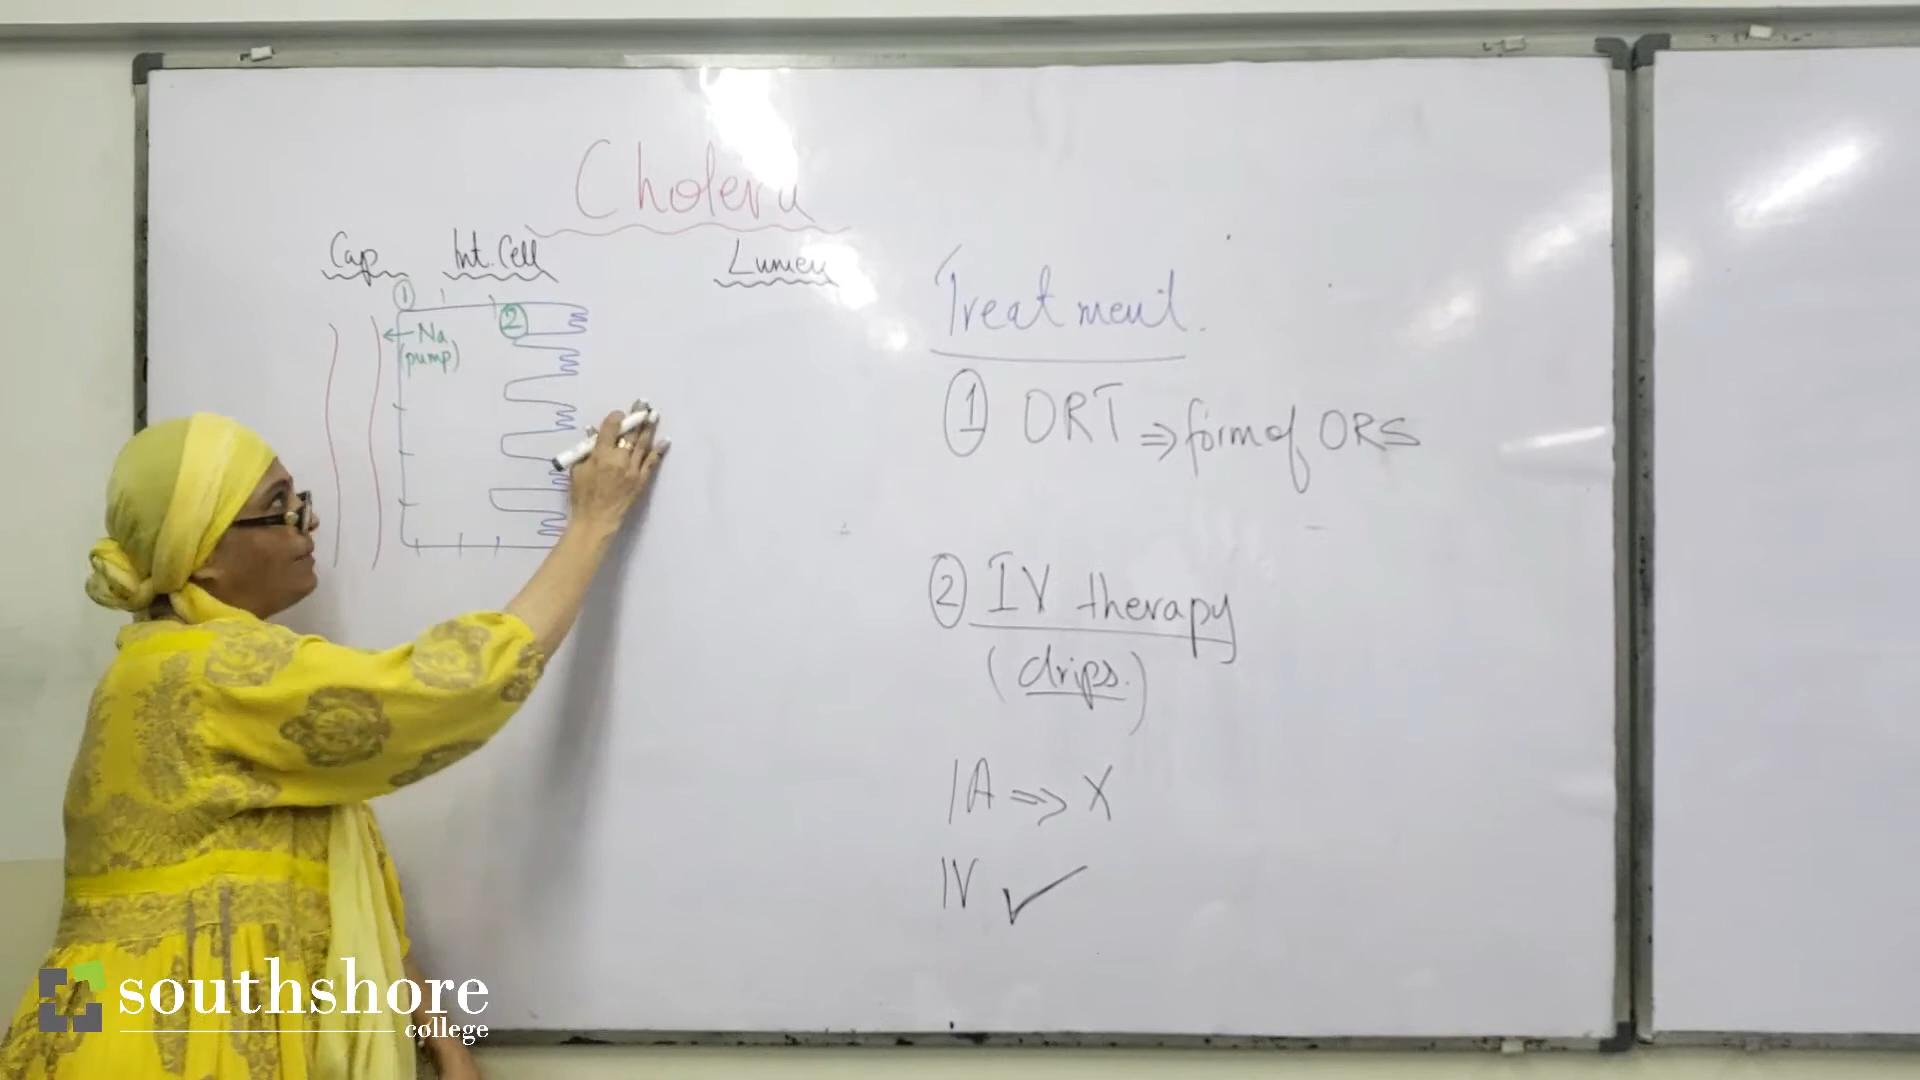 Cholera
Cap
Int. Cell
Lumen
1
2
Na
(pump)
Treatment.
1 ORT ⇒ form of ORS
2 IV therapy
(drips.)
IA ⇒ X
IV ✓
southshore
college